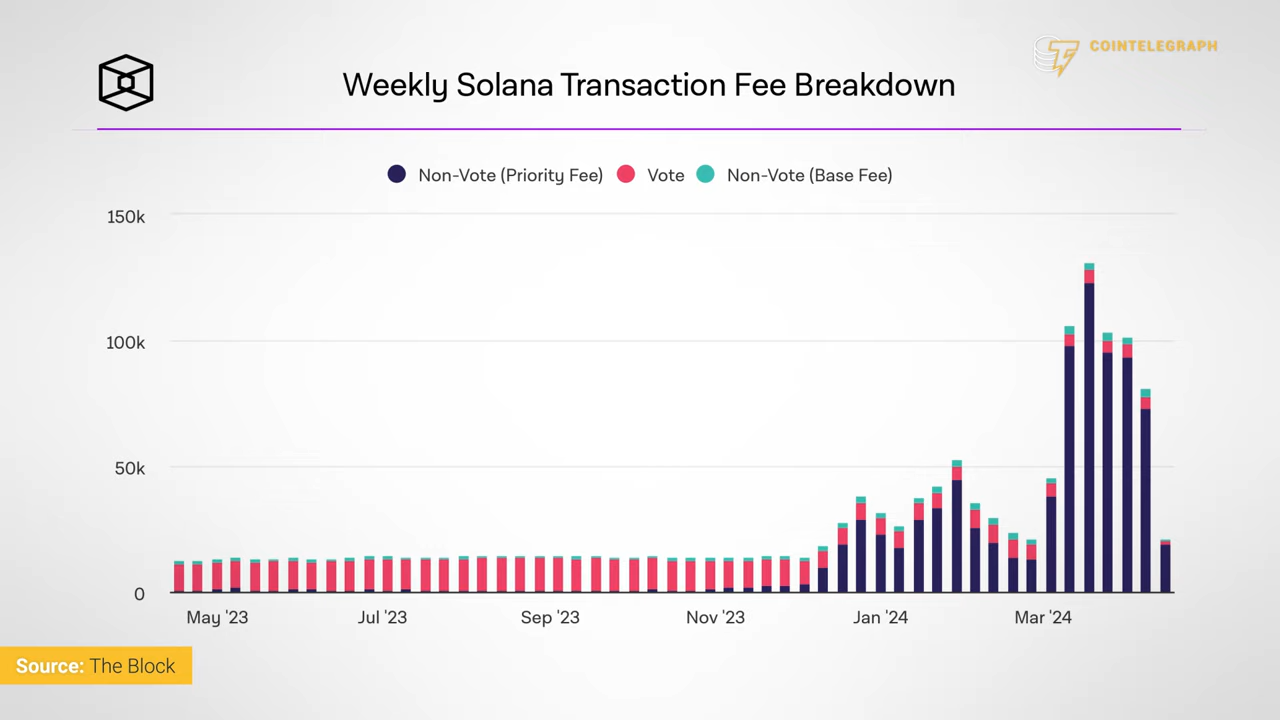 COINTELEGRAPH
Weekly Solana Transaction Fee Breakdown
Non-Vote (Priority Fee) Vote Non-Vote (Base Fee)
150k
100k
50k
0
May '23 Jul '23 Sep '23 Nov '23 Jan '24 Mar '24
Source: The Block